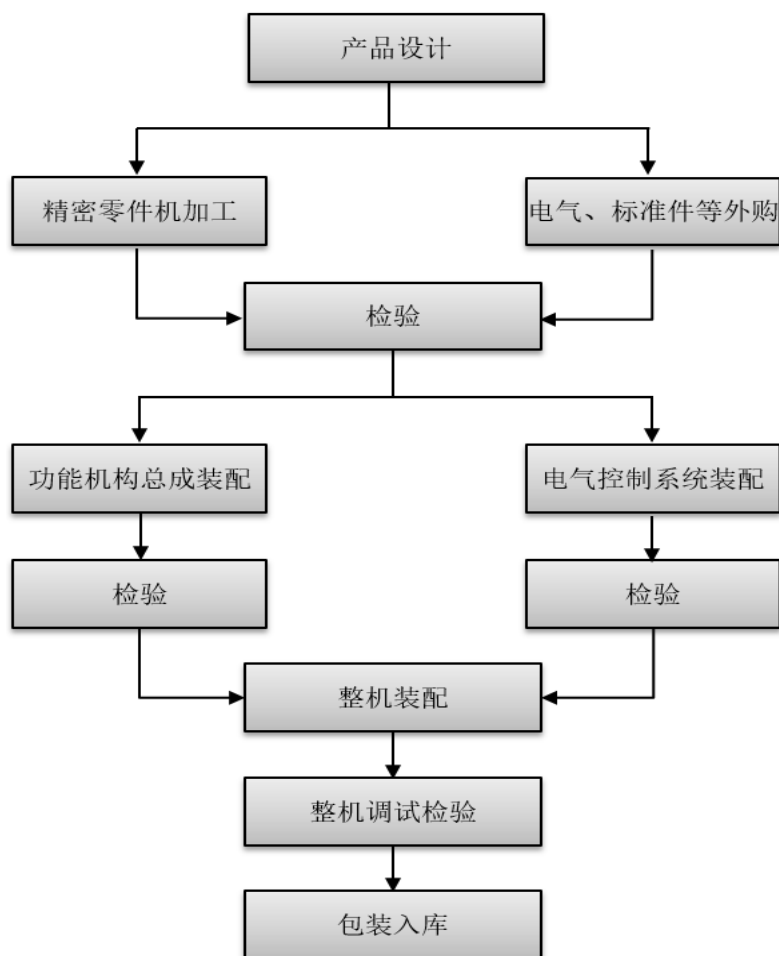 产品设计
精密零件机加工
电气、标准件等外购
检验
功能机构总成装配
电气控制系统装配
检验
检验
整机装配
整机调试检验
包装入库